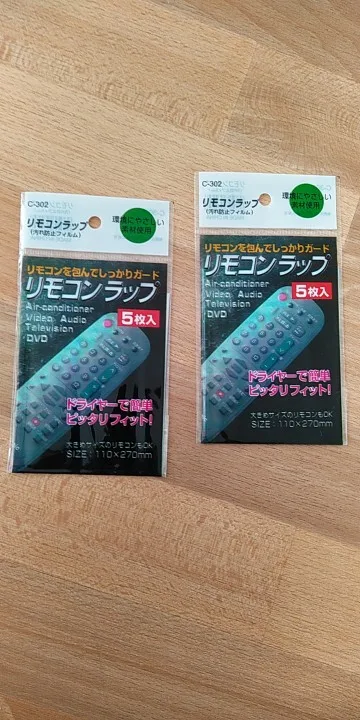 C-302
リモコンラップ
(汚れ防止フィルム)
環境にやさしい
素材使用
リモコンを包んでしっかりガード
リモコンラップ
Air-conditioner
Video Audio
Television
DVD
5枚入
ドライヤーで簡単
ピッタリフィット!
大きめサイズのリモコンもOK
SIZE:110×270mm
C-302
リモコンラップ
(汚れ防止フィルム)
環境にやさしい
素材使用
リモコンを包んでしっかりガード
リモコンラップ
Air-conditioner
Video Audio
Television
·DVD
5枚入
ドライヤーで簡単
ピッタリフィット!
大きめサイズのリモコンもOK
SIZE:110×270mm